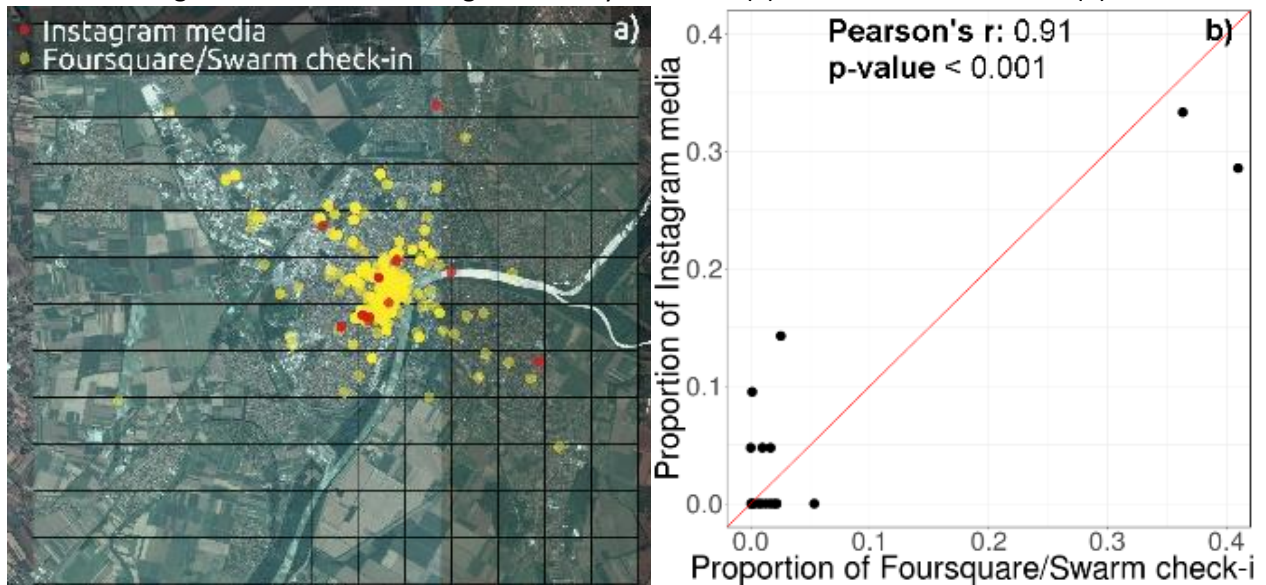 Instagram media
Foursquare/Swarm check-in
a)
Pearson's r: 0.91
p-value < 0.001
b)
Proportion of Instagram media
0.4
0.3
0.2
0.1
0.0
0.0 0.1 0.2 0.3 0.4
Proportion of Foursquare/Swarm check-i